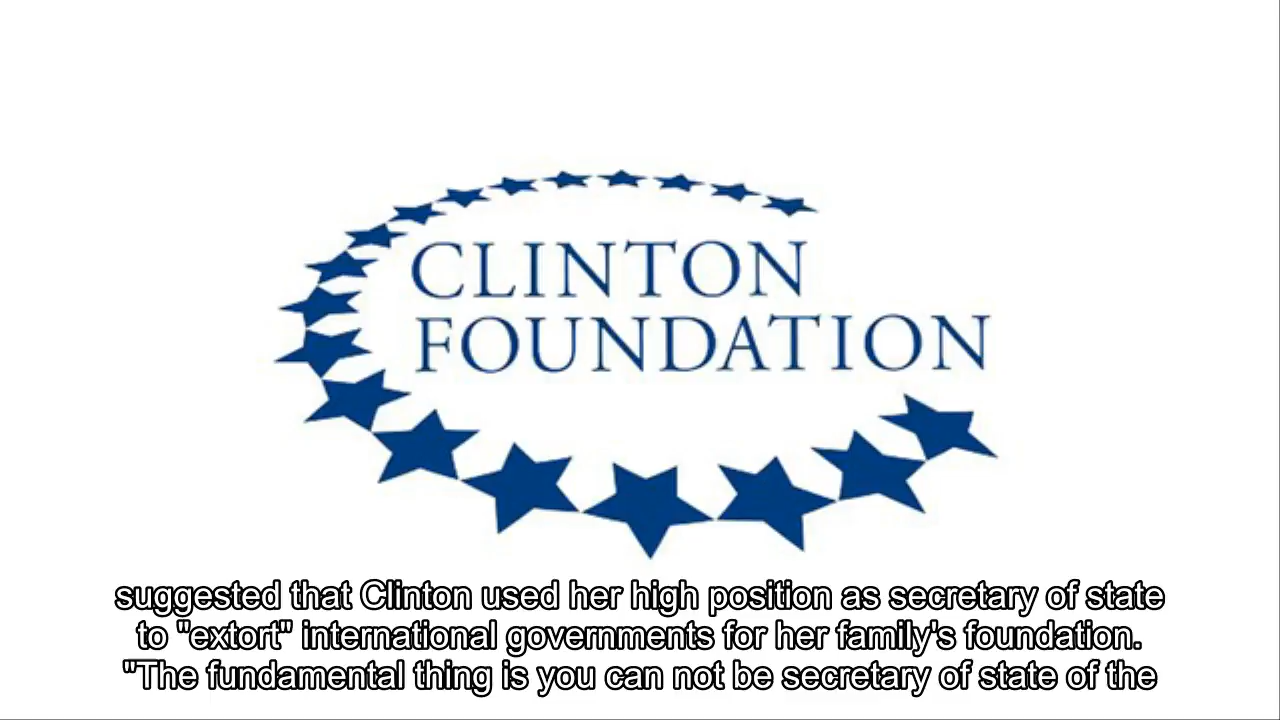 CLINTON
FOUNDATION
suggested that Clinton used her high position as secretary of state
to "extort" international governments for her family's foundation.
"The fundamental thing is you can not be secretary of state of the